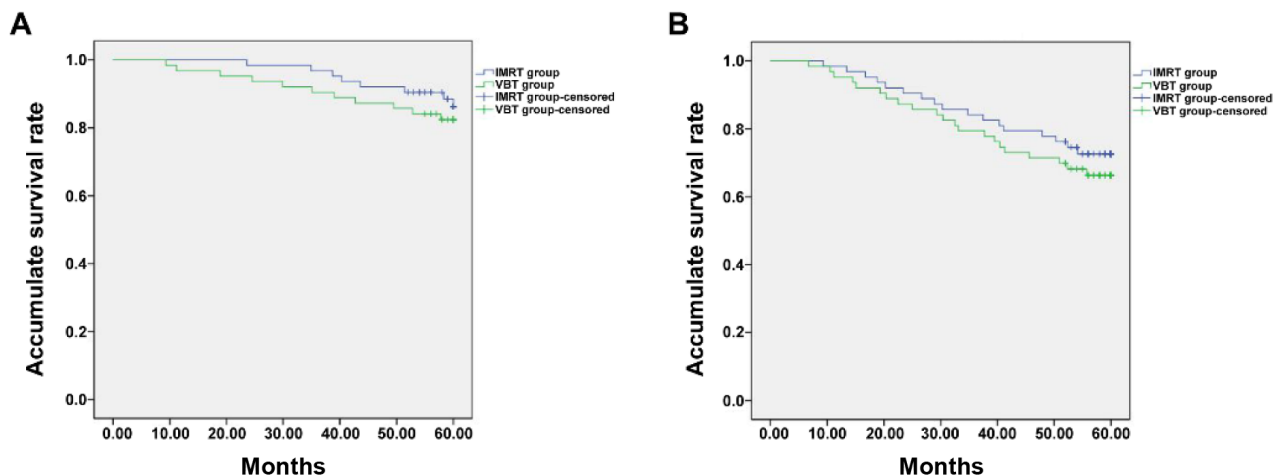 A
Accumulate survival rate
1.0
0.8
0.6
0.4
0.2
0.0
0.00 10.00 20.00 30.00 40.00 50.00 60.00
Months
IMRT group
VBT group
IMRT group-censored
VBT group-censored
B
Accumulate survival rate
1.0
0.8
0.6
0.4
0.2
0.0
0.00 10.00 20.00 30.00 40.00 50.00 60.00
Months
IMRT group
VBT group
IMRT group-censored
VBT group-censored